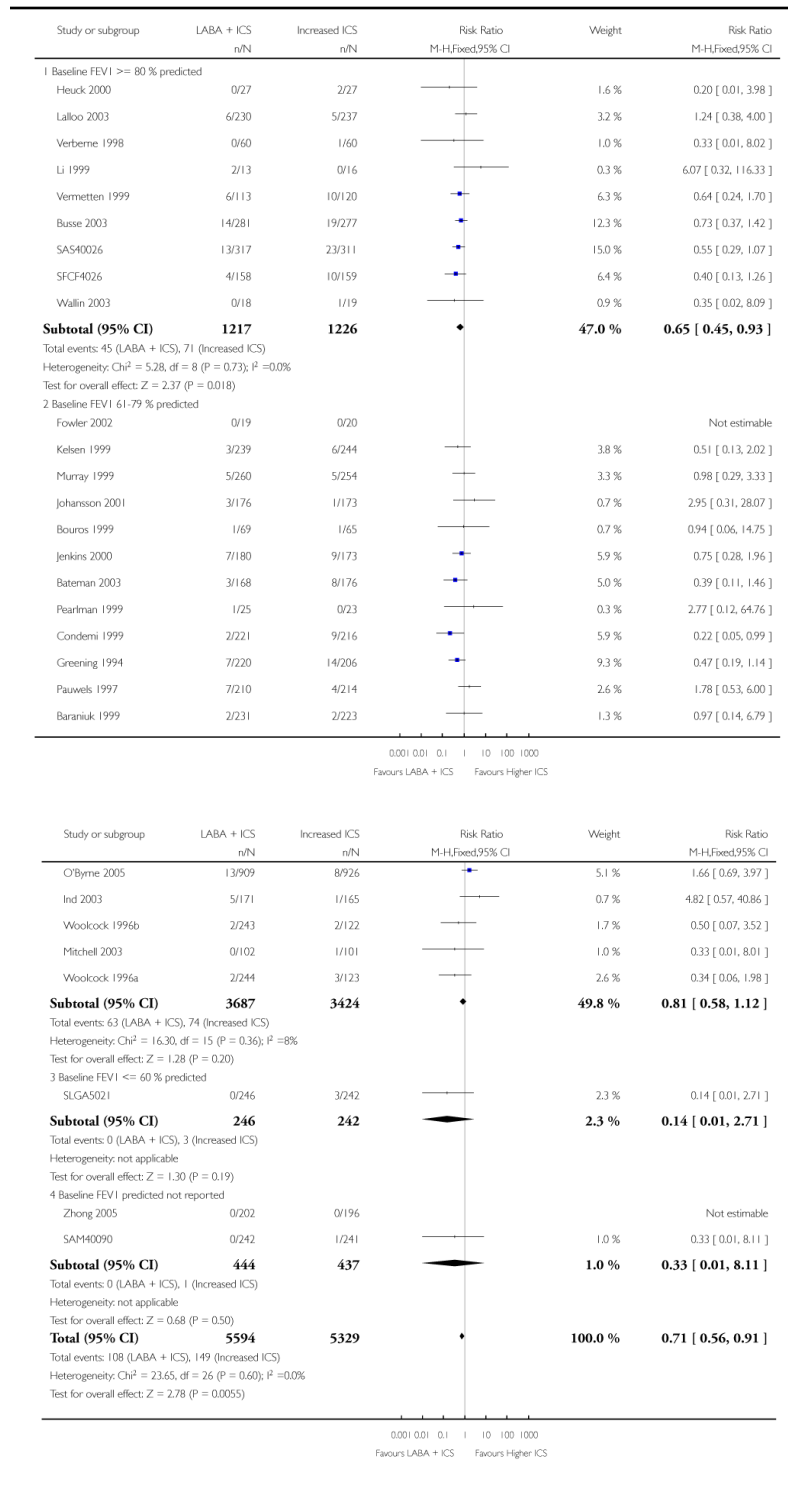 Study or subgroup LABA + ICS Increased ICS Risk Ratio Weight Risk Ratio
n/N n/N M-H,Fixed,95% CI M-H,Fixed,95% CI
1 Baseline FEV1 >= 80 % predicted
Heuck 2000 0/27 2/27 1.6 % 0.20 [ 0.01, 3.98 ]
Lalloo 2003 6/230 5/237 3.2 % 1.24 [ 0.38, 4.00 ]
Verberne 1998 0/60 1/60 1.0 % 0.33 [ 0.01, 8.02 ]
Li 1999 2/13 0/16 0.3 % 6.07 [ 0.32, 116.33 ]
Vermetten 1999 6/113 10/120 6.3 % 0.64 [ 0.24, 1.70 ]
Busse 2003 14/281 19/277 12.3 % 0.73 [ 0.37, 1.42 ]
SAS40026 13/317 23/311 15.0 % 0.55 [ 0.29, 1.07 ]
SFCF4026 4/158 10/159 6.4 % 0.40 [ 0.13, 1.26 ]
Wallin 2003 0/18 1/19 0.9 % 0.35 [ 0.02, 8.09 ]
Subtotal (95% CI) 1217 1226 47.0 % 0.65 [ 0.45, 0.93 ]
Total events: 45 (LABA + ICS), 71 (Increased ICS)
Heterogeneity: Chi² = 5.28, df = 8 (P = 0.73); I² =0.0%
Test for overall effect: Z = 2.37 (P = 0.018)
2 Baseline FEV1 61-79 % predicted
Fowler 2002 0/19 0/20 Not estimable
Kelsen 1999 3/239 6/244 3.8 % 0.51 [ 0.13, 2.02 ]
Murray 1999 5/260 5/254 3.3 % 0.98 [ 0.29, 3.33 ]
Johansson 2001 3/176 1/173 0.7 % 2.95 [ 0.31, 28.07 ]
Bouros 1999 1/69 1/65 0.7 % 0.94 [ 0.06, 14.75 ]
Jenkins 2000 7/180 9/173 5.9 % 0.75 [ 0.28, 1.96 ]
Bateman 2003 3/168 8/176 5.0 % 0.39 [ 0.11, 1.46 ]
Pearlman 1999 1/25 0/23 0.3 % 2.77 [ 0.12, 64.76 ]
Condemi 1999 2/221 9/216 5.9 % 0.22 [ 0.05, 0.99 ]
Greening 1994 7/220 14/206 9.3 % 0.47 [ 0.19, 1.14 ]
Pauwels 1997 7/210 4/214 2.6 % 1.78 [ 0.53, 6.00 ]
Baraniuk 1999 2/231 2/223 1.3 % 0.97 [ 0.14, 6.79 ]
0.001 0.01 0.1 1 10 100 1000
Favours LABA + ICS Favours Higher ICS
Study or subgroup LABA + ICS Increased ICS Risk Ratio Weight Risk Ratio
n/N n/N M-H,Fixed,95% CI M-H,Fixed,95% CI
O'Byrne 2005 13/909 8/926 5.1 % 1.66 [ 0.69, 3.97 ]
Ind 2003 5/171 1/165 0.7 % 4.82 [ 0.57, 40.86 ]
Woolcock 1996b 2/243 2/122 1.7 % 0.50 [ 0.07, 3.52 ]
Mitchell 2003 0/102 1/101 1.0 % 0.33 [ 0.01, 8.01 ]
Woolcock 1996a 2/244 3/123 2.6 % 0.34 [ 0.06, 1.98 ]
Subtotal (95% CI) 3687 3424 49.8 % 0.81 [ 0.58, 1.12 ]
Total events: 63 (LABA + ICS), 74 (Increased ICS)
Heterogeneity: Chi² = 16.30, df = 15 (P = 0.36); I² =8%
Test for overall effect: Z = 1.28 (P = 0.20)
3 Baseline FEV1 <= 60 % predicted
SLGA5021 0/246 3/242 2.3 % 0.14 [ 0.01, 2.71 ]
Subtotal (95% CI) 246 242 2.3 % 0.14 [ 0.01, 2.71 ]
Total events: 0 (LABA + ICS), 3 (Increased ICS)
Heterogeneity: not applicable
Test for overall effect: Z = 1.30 (P = 0.19)
4 Baseline FEV1 predicted not reported
Zhong 2005 0/202 0/196 Not estimable
SAM40090 0/242 1/241 1.0 % 0.33 [ 0.01, 8.11 ]
Subtotal (95% CI) 444 437 1.0 % 0.33 [ 0.01, 8.11 ]
Total events: 0 (LABA + ICS), 1 (Increased ICS)
Heterogeneity: not applicable
Test for overall effect: Z = 0.68 (P = 0.50)
Total (95% CI) 5594 5329 100.0 % 0.71 [ 0.56, 0.91 ]
Total events: 108 (LABA + ICS), 149 (Increased ICS)
Heterogeneity: Chi² = 23.65, df = 26 (P = 0.60); I² =0.0%
Test for overall effect: Z = 2.78 (P = 0.0055)
0.001 0.01 0.1 1 10 100 1000
Favours LABA + ICS Favours Higher ICS